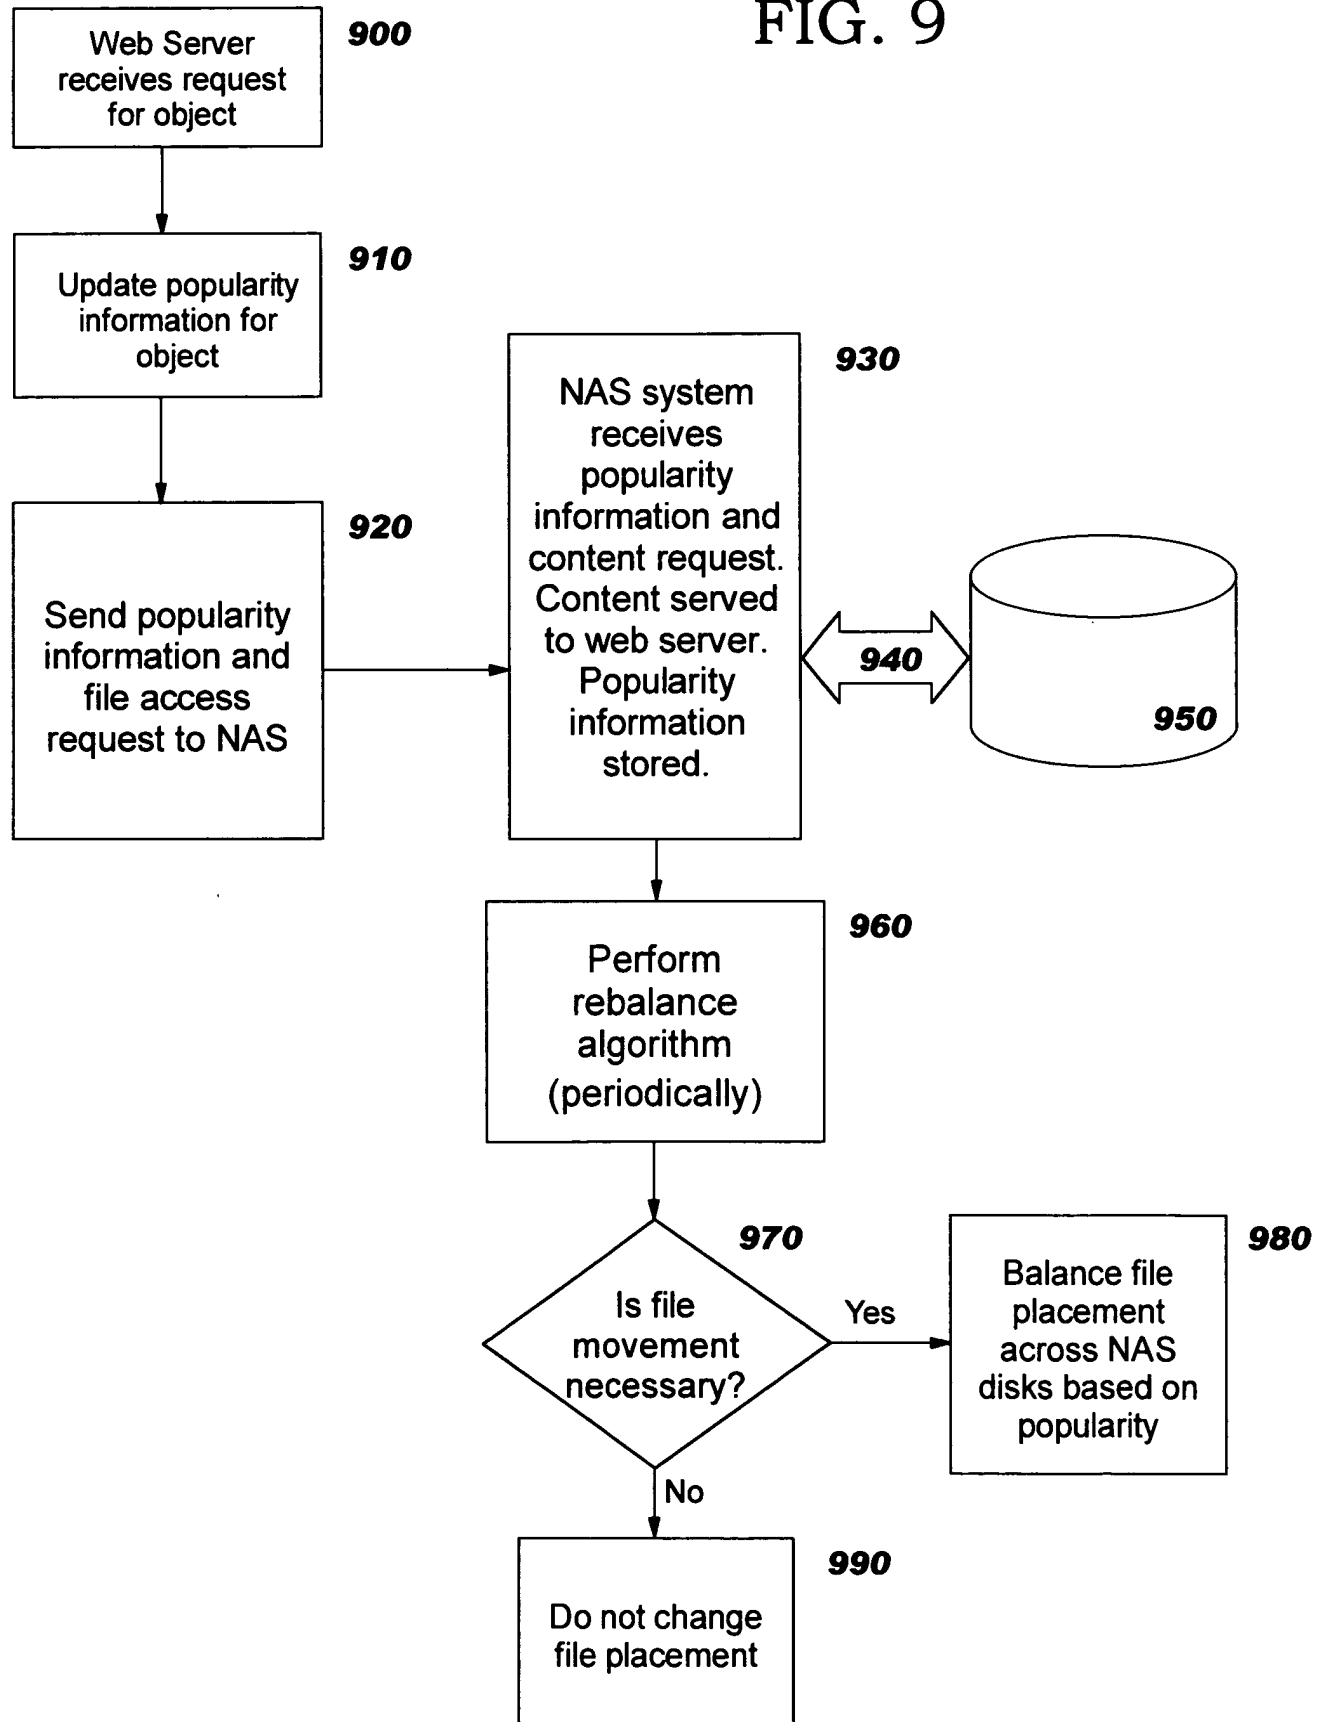 FIG. 9
Web Server
receives request
for object
900
Update popularity
information for
object
910
Send popularity
information and
file access
request to NAS
920
NAS system
receives
popularity
information and
content request.
Content served
to web server.
Popularity
information
stored.
930
940
950
Perform
rebalance
algorithm
(periodically)
960
Is file
movement
necessary?
970
Yes
Balance file
placement
across NAS
disks based on
popularity
980
No
Do not change
file placement
990